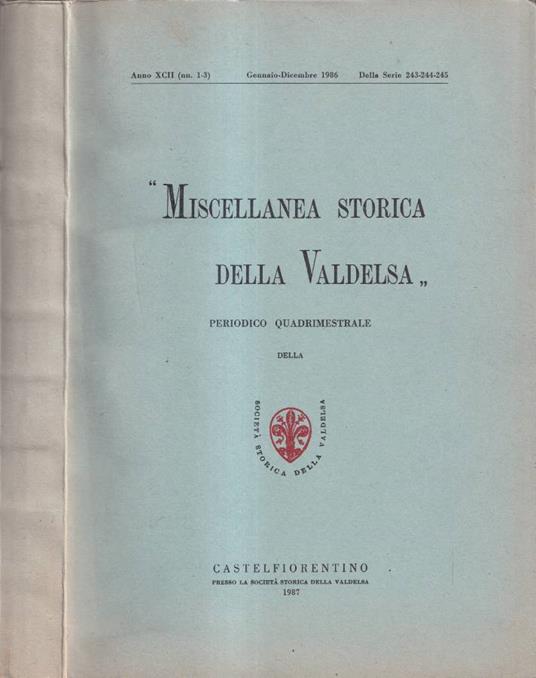 Anno XCII (nn. 1-3) Gennaio-Dicembre 1986 Della Serie 243-244-245
“MISCELLANEA STORICA
DELLA VALDELSA„
PERIODICO QUADRIMESTRALE
DELLA
SOCIETÀ STORICA DELLA VALDELSA
CASTELFIORENTINO
PRESSO LA SOCIETÀ STORICA DELLA VALDELSA
1987